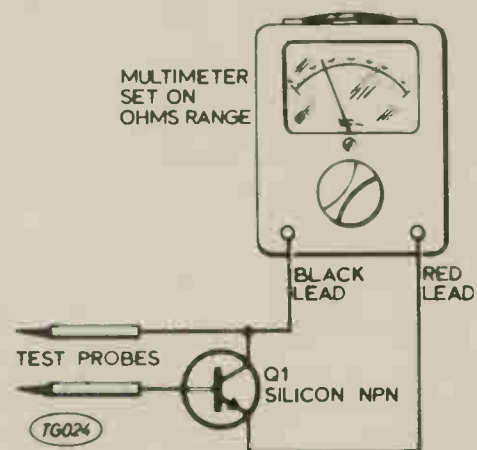 MULTIMETER
SET ON
OHMS RANGE
BLACK
LEAD
RED
LEAD
TEST PROBES
Q1
SILICON NPN
TG024